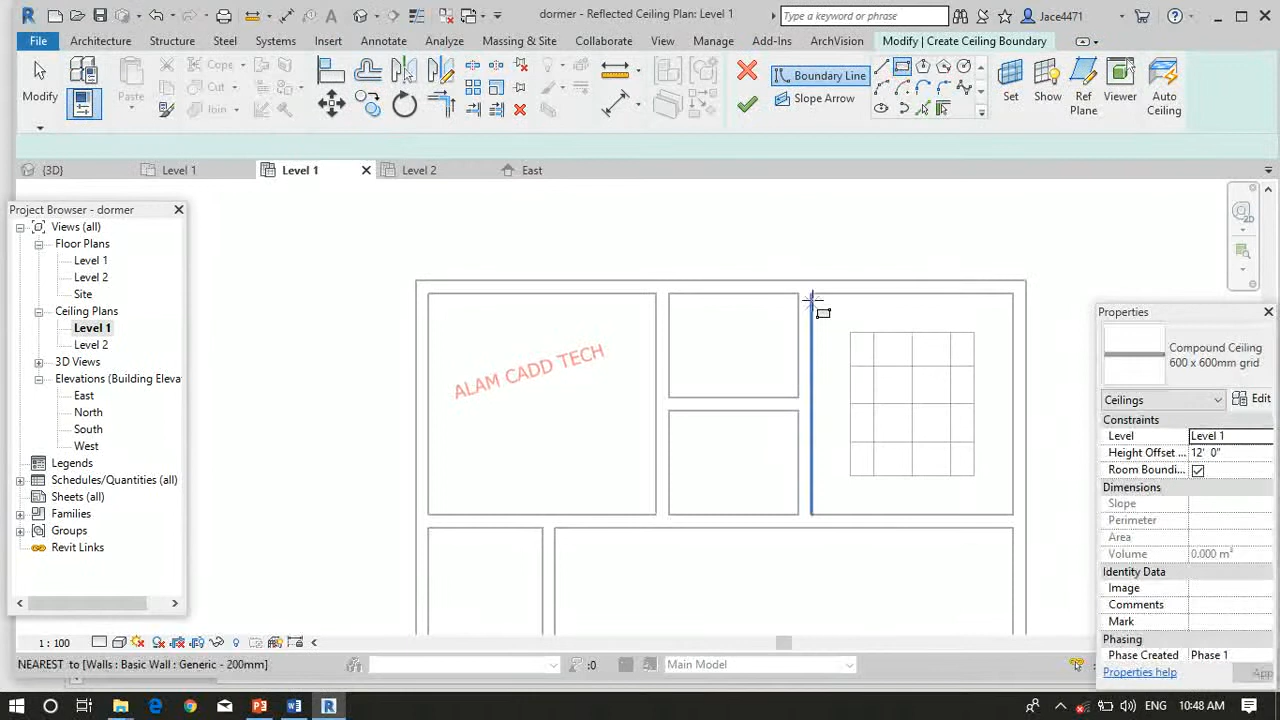 dormer - Reflected Ceiling Plan: Level 1
Type a keyword or phrase
Jace4471
File Architecture Structure Steel Systems Insert Annotate Analyze Massing & Site Collaborate View Manage Add-Ins ArchVision Modify | Create Ceiling Boundary
Modify
Paste
Cope
Cut
Join
Boundary Line
Slope Arrow
Set Show Ref Plane Viewer Auto Ceiling
{3D} Level 1 Level 1 Level 2 East
Project Browser - dormer
Views (all)
Floor Plans
Level 1
Level 2
Site
Ceiling Plans
Level 1
Level 2
3D Views
Elevations (Building Eleva
East
North
South
West
Legends
Schedules/Quantities (all)
Sheets (all)
Families
Groups
Revit Links
ALAM CADD TECH
Properties
Compound Ceiling
600 x 600mm grid
Ceilings Edit
Constraints
Level Level 1
Height Offset ... 12' 0"
Room Boundi...
Dimensions
Slope
Perimeter
Area
Volume 0.000 m³
Identity Data
Image
Comments
Mark
Phasing
Phase Created Phase 1
Properties help App
1 : 100
NEAREST to [Walls : Basic Wall : Generic - 200mm]
:0
Main Model
ENG 10:48 AM